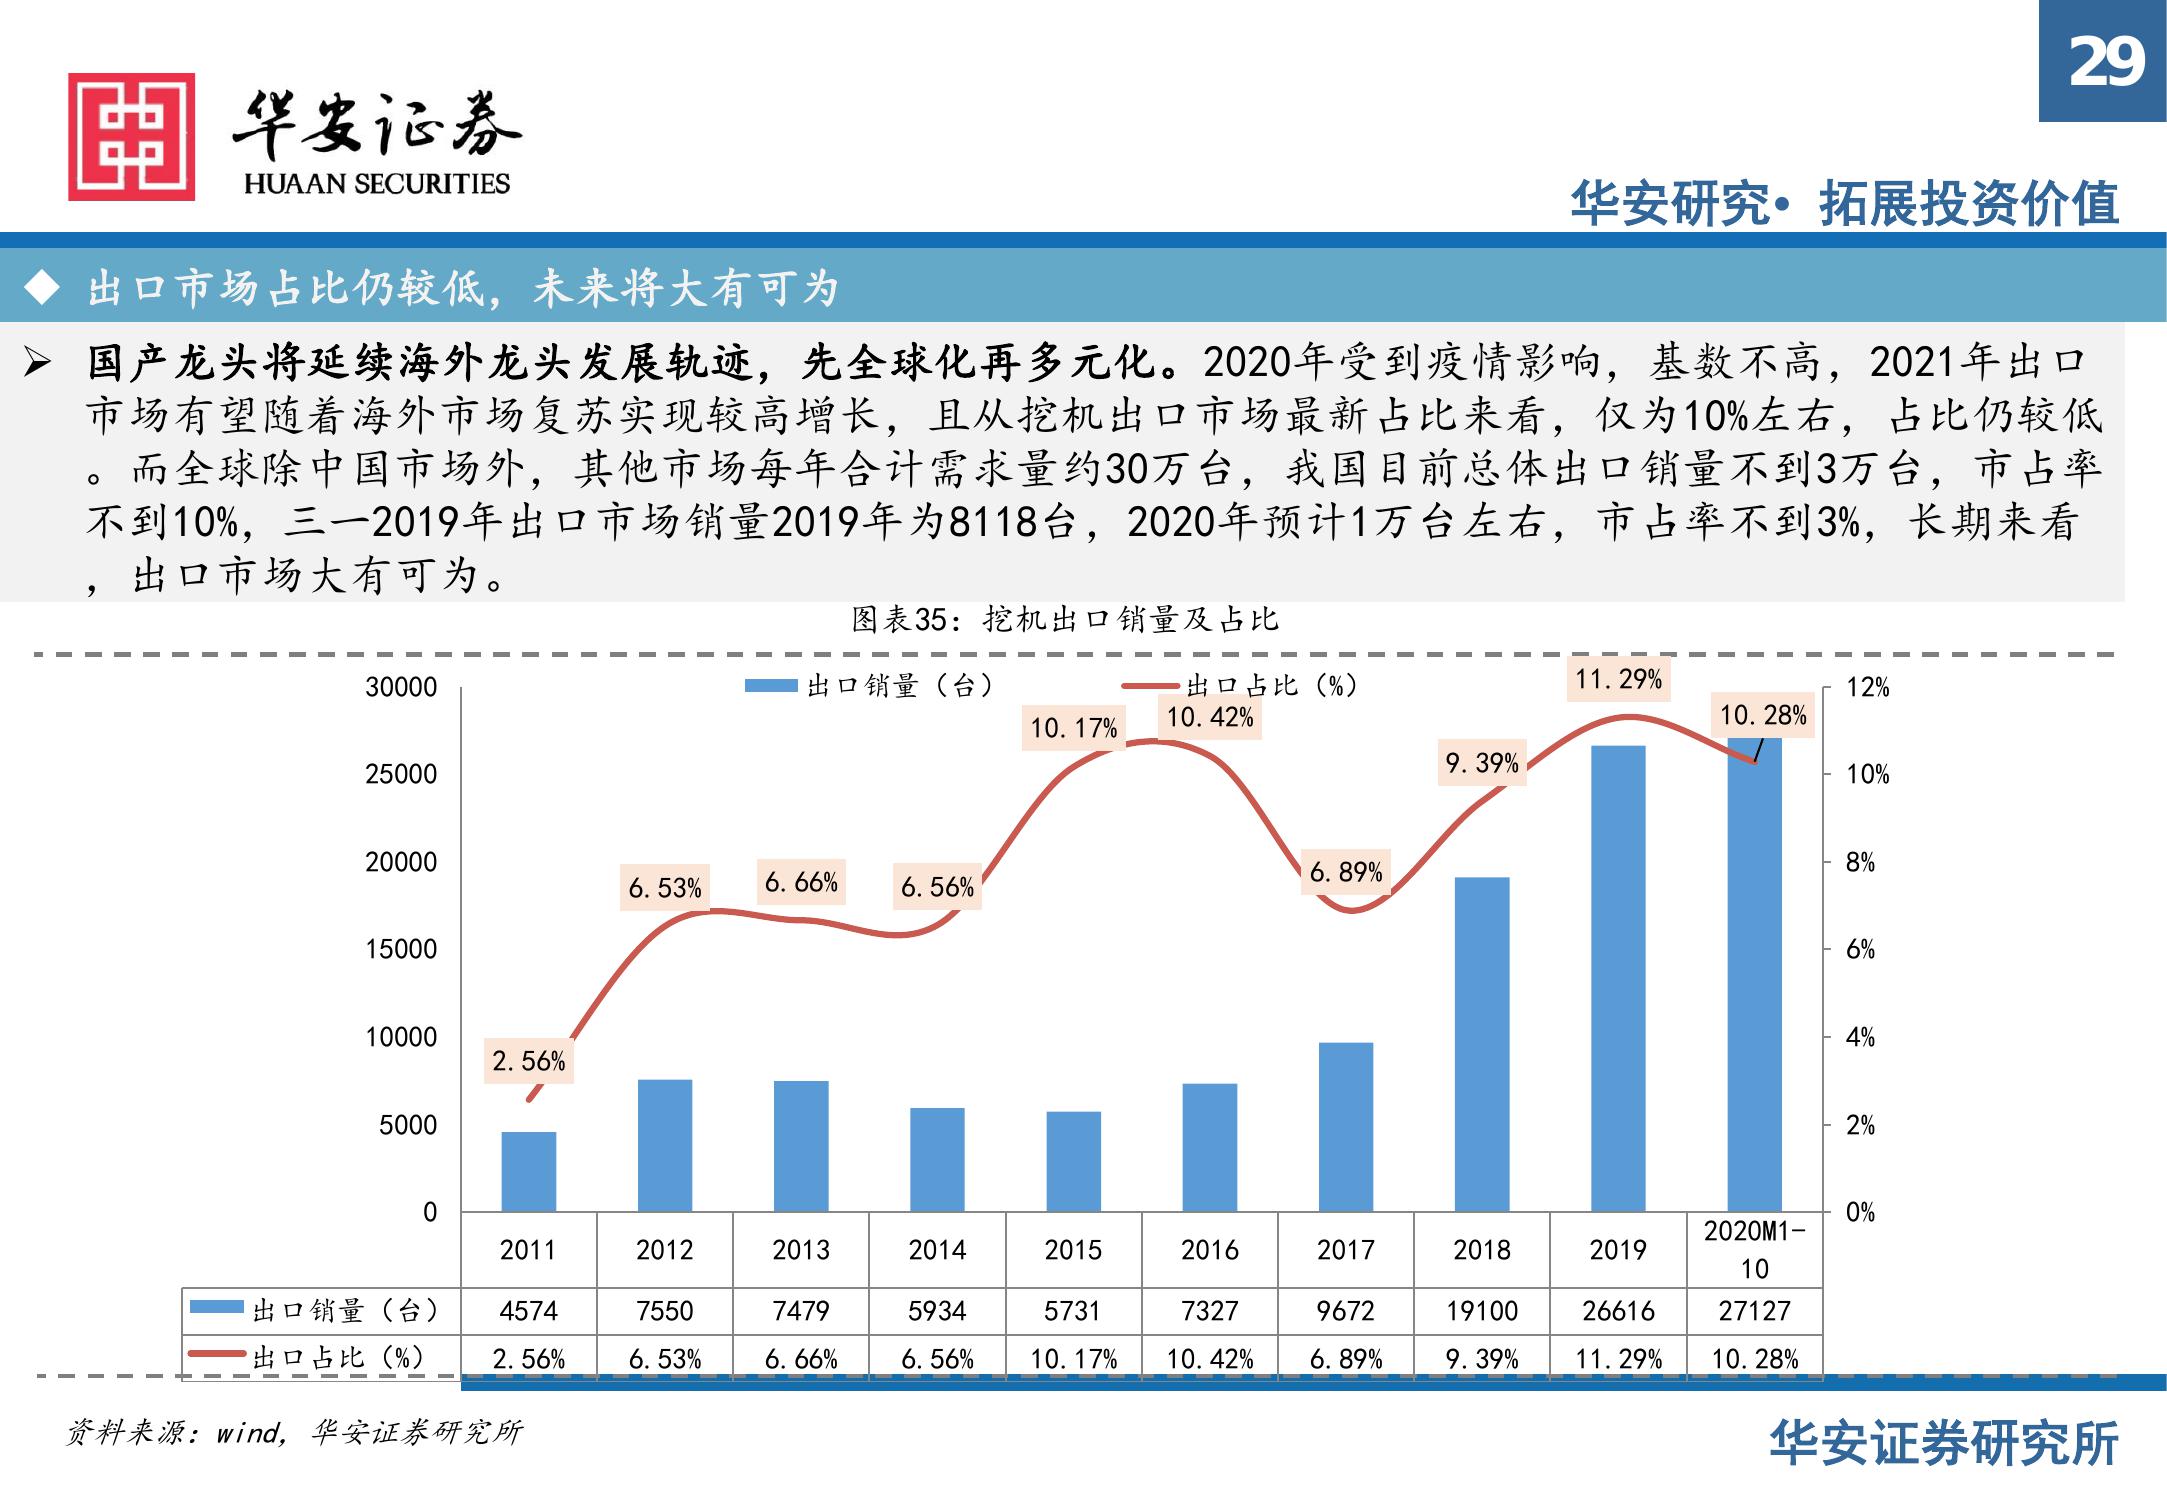 29
华安证券
HUAAN SECURITIES
华安研究• 拓展投资价值
◆ 出口市场占比仍较低，未来将大有可为
➢ 国产龙头将延续海外龙头发展轨迹，先全球化再多元化。2020年受到疫情影响，基数不高，2021年出口
市场有望随着海外市场复苏实现较高增长，且从挖机出口市场最新占比来看，仅为10%左右，占比仍较低
。而全球除中国市场外，其他市场每年合计需求量约30万台，我国目前总体出口销量不到3万台，市占率
不到10%，三一2019年出口市场销量2019年为8118台，2020年预计1万台左右，市占率不到3%，长期来看
，出口市场大有可为。
图表35：挖机出口销量及占比
出口销量（台） 出口占比（%）
30000
25000
20000
15000
10000
5000
0
2.56%
6.53%
6.66%
6.56%
10.17%
10.42%
6.89%
9.39%
11.29%
10.28%
12%
10%
8%
6%
4%
2%
0%
2011 2012 2013 2014 2015 2016 2017 2018 2019 2020M1-
10
出口销量（台） 4574 7550 7479 5934 5731 7327 9672 19100 26616 27127
出口占比（%） 2.56% 6.53% 6.66% 6.56% 10.17% 10.42% 6.89% 9.39% 11.29% 10.28%
资料来源：wind，华安证券研究所
华安证券研究所